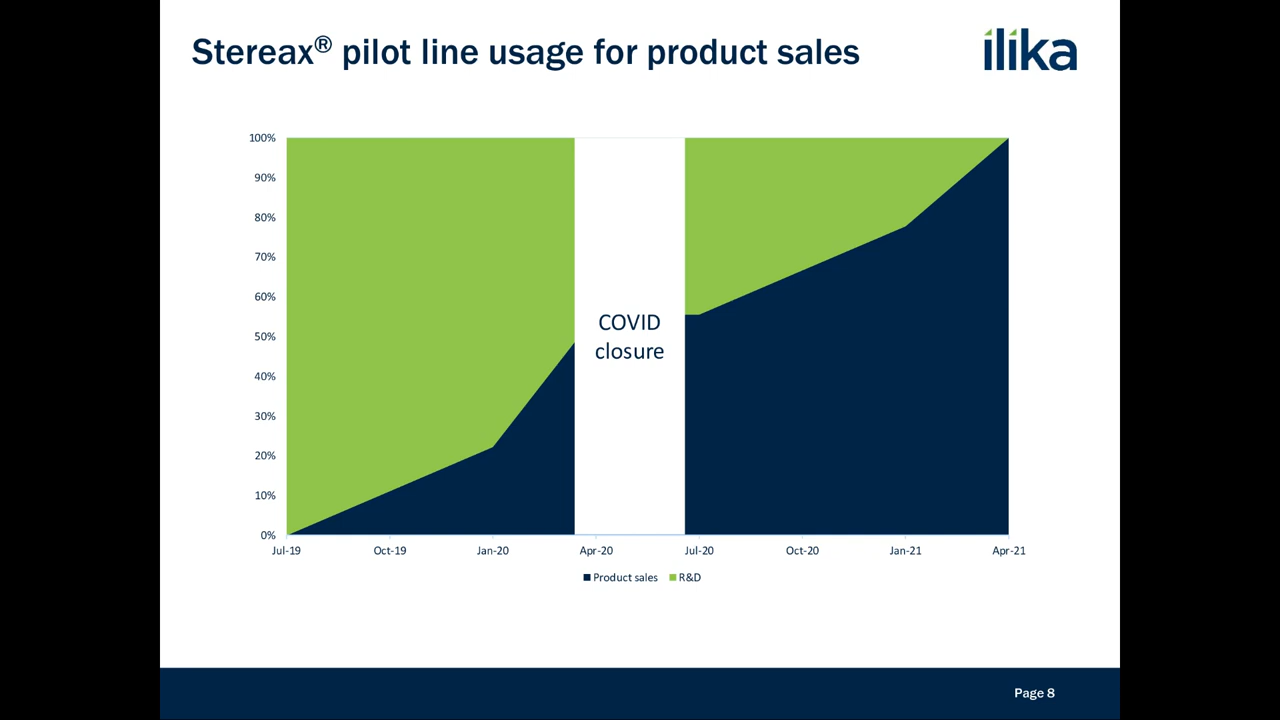 Stereax® pilot line usage for product sales
ilika
100%
90%
80%
70%
60%
50%
40%
30%
20%
10%
0%
COVID
closure
Jul-19 Oct-19 Jan-20 Apr-20 Jul-20 Oct-20 Jan-21 Apr-21
Product sales R&D
Page 8